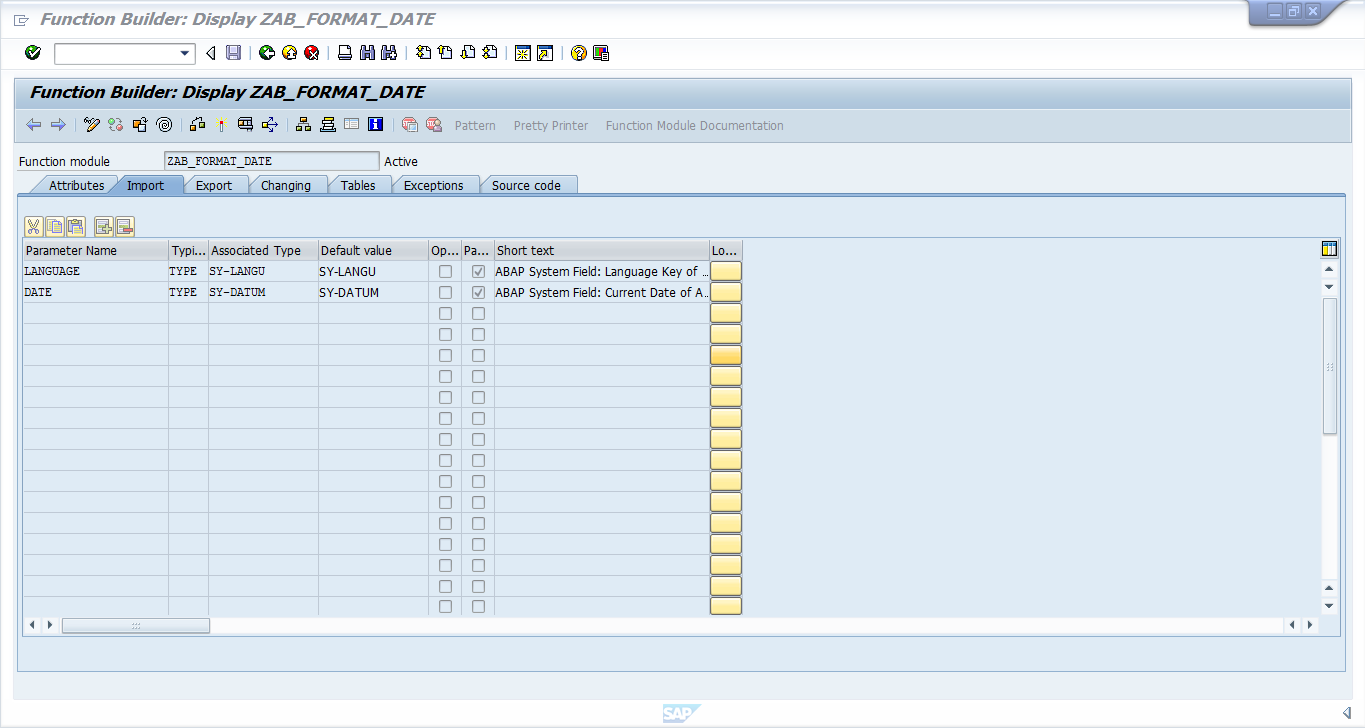 Function Builder: Display ZAB_FORMAT_DATE
Function Builder: Display ZAB_FORMAT_DATE
Pattern Pretty Printer Function Module Documentation
Function module ZAB_FORMAT_DATE Active
Attributes Import Export Changing Tables Exceptions Source code
Parameter Name Typi... Associated Type Default value Op... Pa... Short text Lo...
LANGUAGE TYPE SY-LANGU SY-LANGU ABAP System Field: Language Key of ...
DATE TYPE SY-DATUM SY-DATUM ABAP System Field: Current Date of A...
SAP